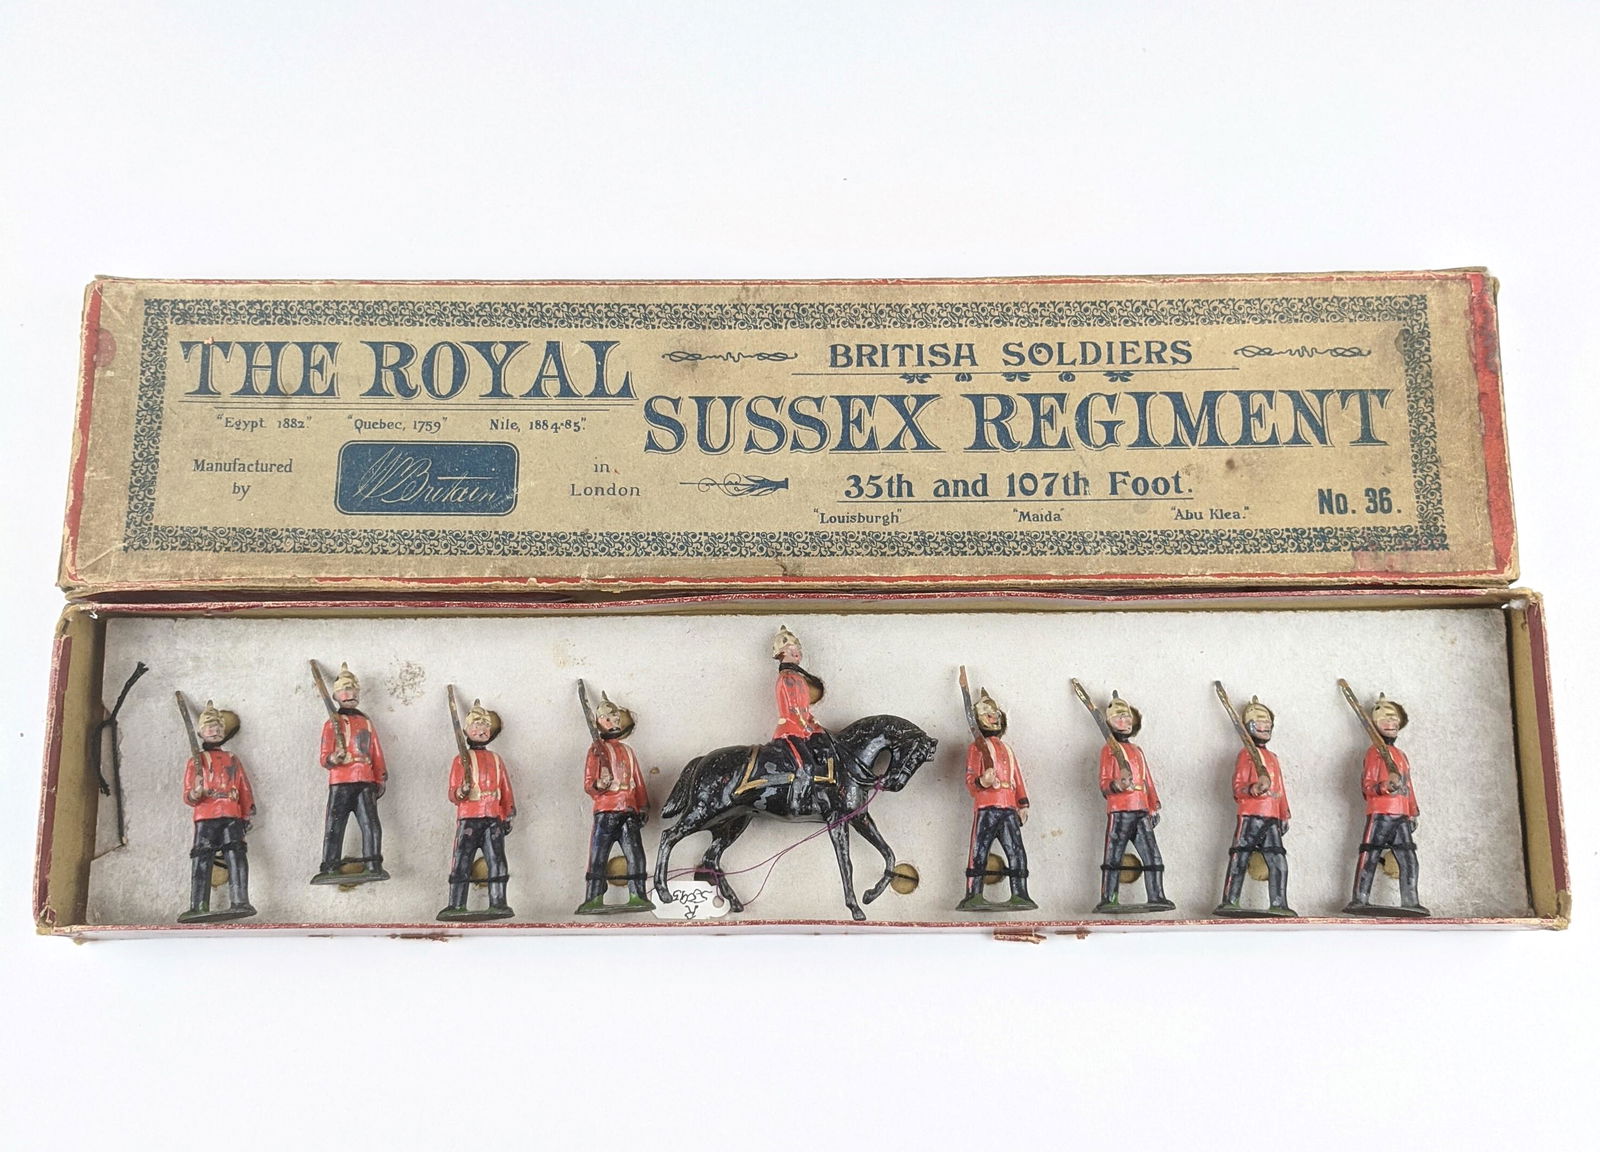 THE ROYAL
BRITISH SOLDIERS
SUSSEX REGIMENT
"Egypt 1882." "Quebec, 1759" Nile, 1884-85".
Manufactured
by
W Britain
in
London
35th and 107th Foot.
"Louisburgh" "Maida" "Abu Klea."
No. 36.
R